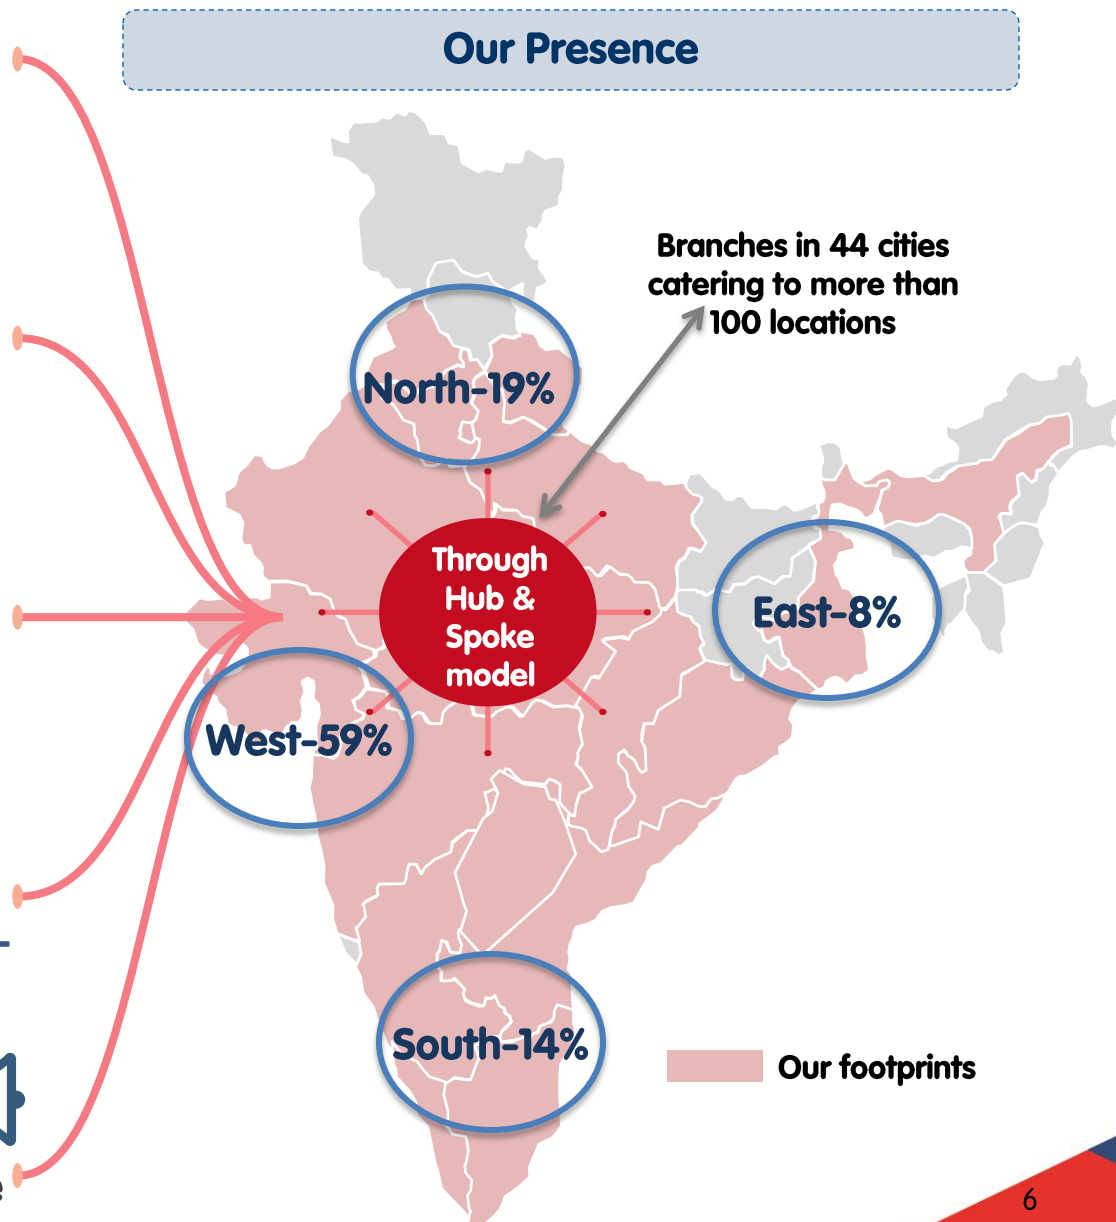 Our Presence
Branches in 44 cities
catering to more than
100 locations
North-19%
Through
Hub &
Spoke
model
East-8%
West-59%
South-14%
Our footprints
6